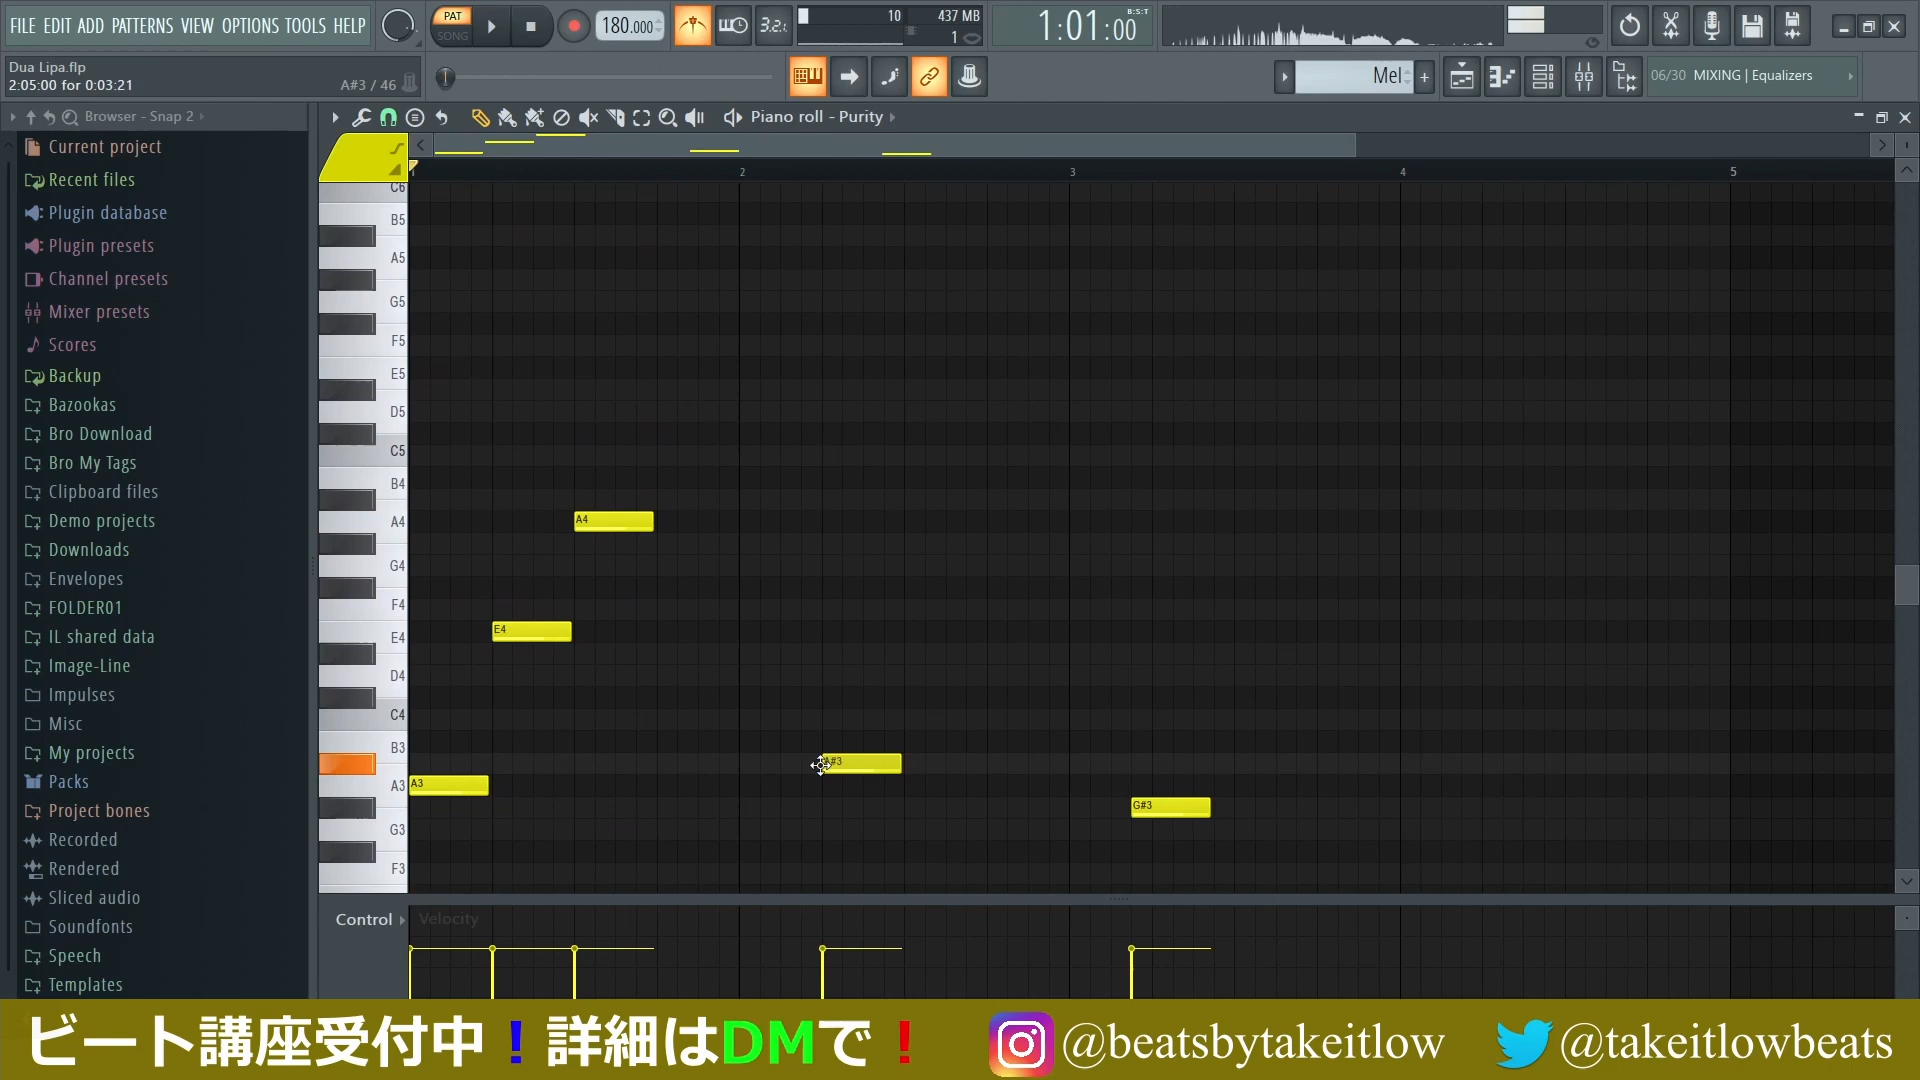 FILE EDIT ADD PATTERNS VIEW OPTIONS TOOLS HELP
PAT
SONG
180.000
3.2.
10
437 MB
1
B:S:T
1:01:00
Dua Lipa.flp
2:05:00 for 0:03:21
A#3 / 46
Mel
06/30 MIXING | Equalizers
Browser - Snap 2
Piano roll - Purity
Current project
Recent files
Plugin database
Plugin presets
Channel presets
Mixer presets
Scores
Backup
Bazookas
Bro Download
Bro My Tags
Clipboard files
Demo projects
Downloads
Envelopes
FOLDER01
IL shared data
Image-Line
Impulses
Misc
My projects
Packs
Project bones
Recorded
Rendered
Sliced audio
Soundfonts
Speech
Templates
2
3
4
5
C6
B5
A5
G5
F5
E5
D5
C5
B4
A4
G4
F4
E4
D4
C4
B3
A3
G3
F3
A4
E4
A#3
A3
G#3
Control
Velocity
ビート講座受付中！詳細はDMで！
@beatsbytakeitlow
@takeitlowbeats